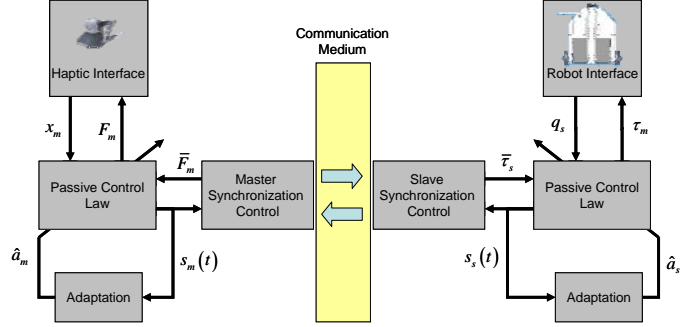 Communication
Medium
Haptic Interface
Robot Interface
x_m
F_m
q_s
τ_m
F̅_m
τ̅_s
Passive Control
Law
Master
Synchronization
Control
Slave
Synchronization
Control
Passive Control
Law
â_m
s_m(t)
s_s(t)
â_s
Adaptation
Adaptation